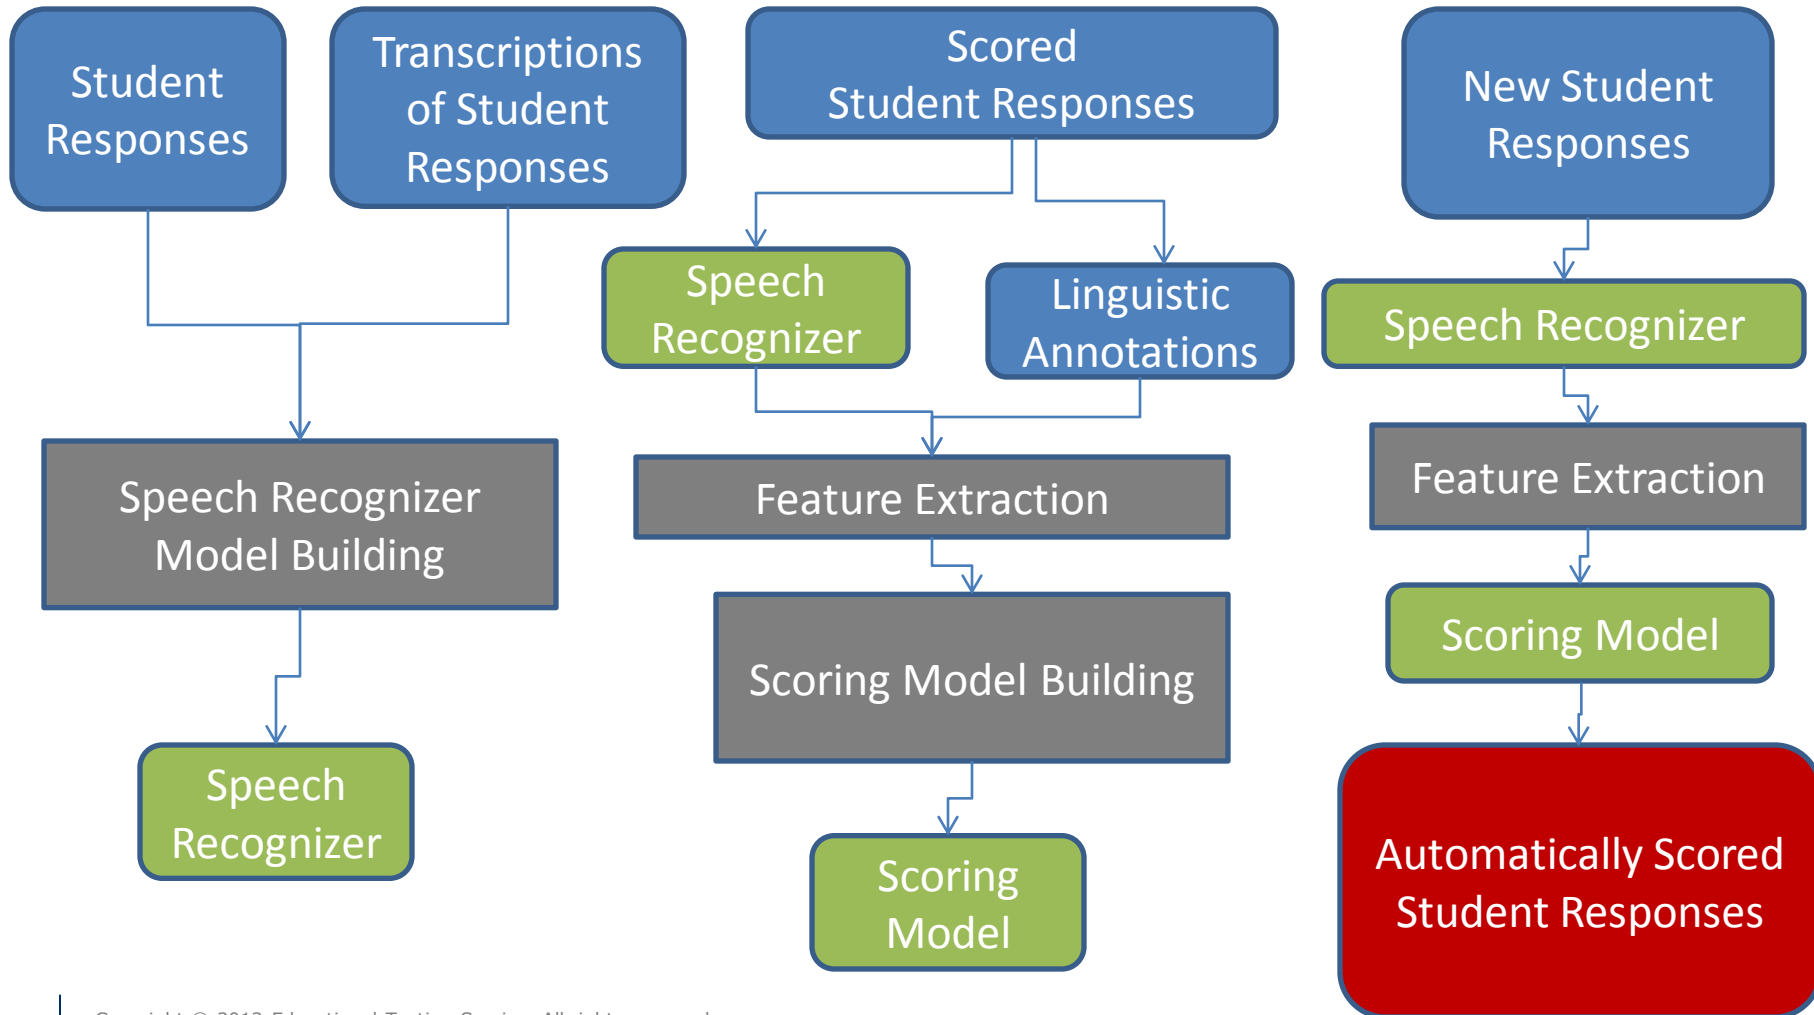 Student
Responses
Transcriptions
of Student
Responses
Scored
Student Responses
New Student
Responses
Speech
Recognizer
Linguistic
Annotations
Speech Recognizer
Speech Recognizer
Model Building
Feature Extraction
Feature Extraction
Scoring Model Building
Scoring Model
Speech
Recognizer
Scoring
Model
Automatically Scored
Student Responses